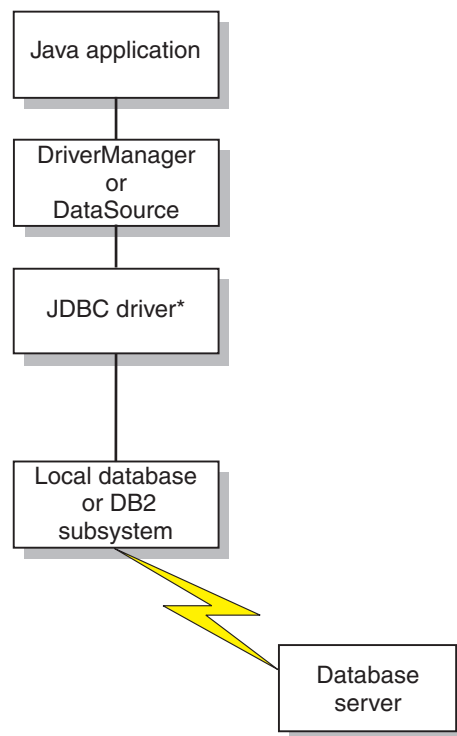 Java application
DriverManager
or
DataSource
JDBC driver*
Local database
or DB2
subsystem
Database
server